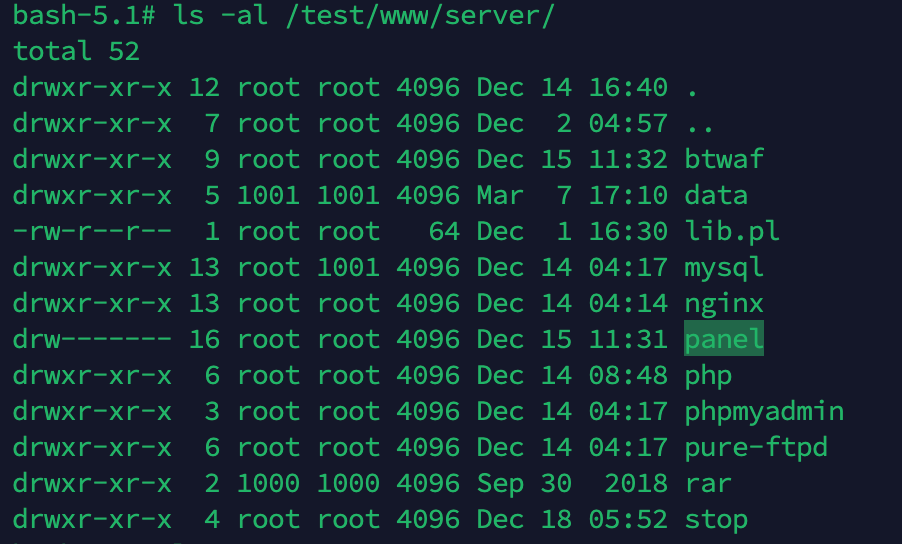 bash-5.1# ls -al /test/www/server/
total 52
drwxr-xr-x 12 root root 4096 Dec 14 16:40 .
drwxr-xr-x  7 root root 4096 Dec  2 04:57 ..
drwxr-xr-x  9 root root 4096 Dec 15 11:32 btwaf
drwxr-xr-x  5 1001 1001 4096 Mar  7 17:10 data
-rw-r--r--  1 root root   64 Dec  1 16:30 lib.pl
drwxr-xr-x 13 root 1001 4096 Dec 14 04:17 mysql
drwxr-xr-x 13 root root 4096 Dec 14 04:14 nginx
drw------- 16 root root 4096 Dec 15 11:31 panel
drwxr-xr-x  6 root root 4096 Dec 14 08:48 php
drwxr-xr-x  3 root root 4096 Dec 14 04:17 phpmyadmin
drwxr-xr-x  6 root root 4096 Dec 14 04:17 pure-ftpd
drwxr-xr-x  2 1000 1000 4096 Sep 30  2018 rar
drwxr-xr-x  4 root root 4096 Dec 18 05:52 stop